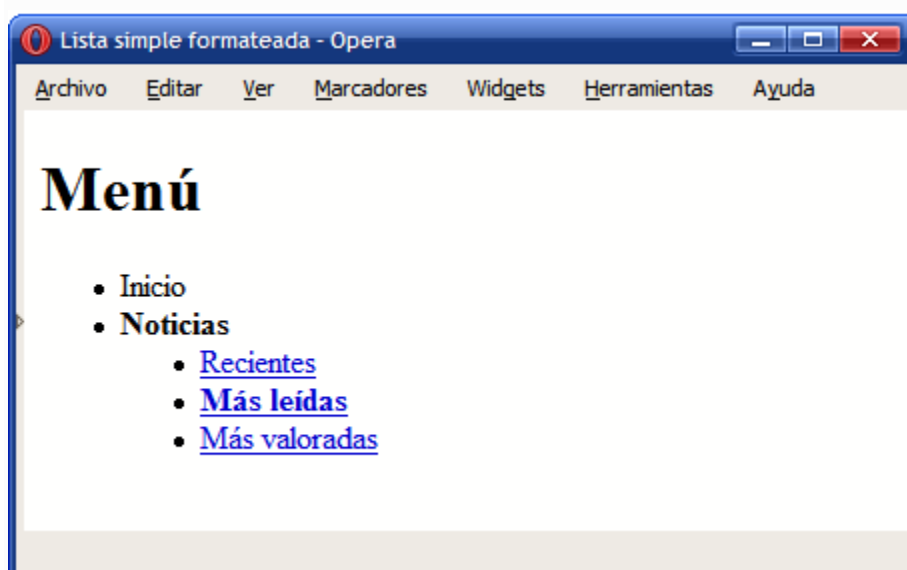 Lista simple formateada - Opera
Archivo Editar Ver Marcadores Widgets Herramientas Ayuda
Menú
Inicio
Noticias
Recientes
Más leídas
Más valoradas